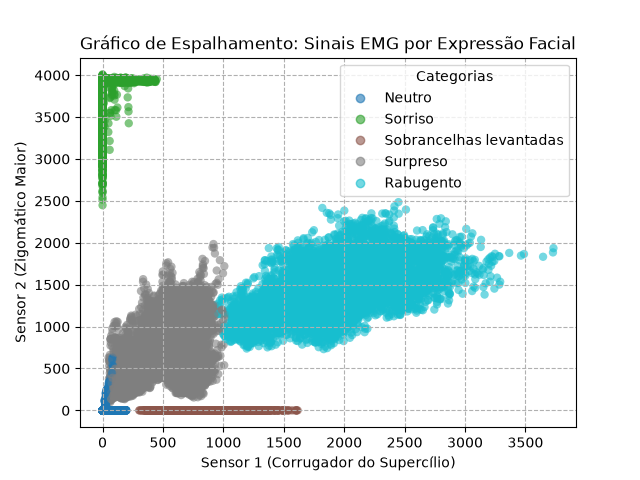 Gráfico de Espalhamento: Sinais EMG por Expressão Facial
Categorias
Neutro
Sorriso
Sobrancelhas levantadas
Surpreso
Rabugento
Sensor 2 (Zigomático Maior)
4000
3500
3000
2500
2000
1500
1000
500
0
0 500 1000 1500 2000 2500 3000 3500
Sensor 1 (Corrugador do Supercílio)